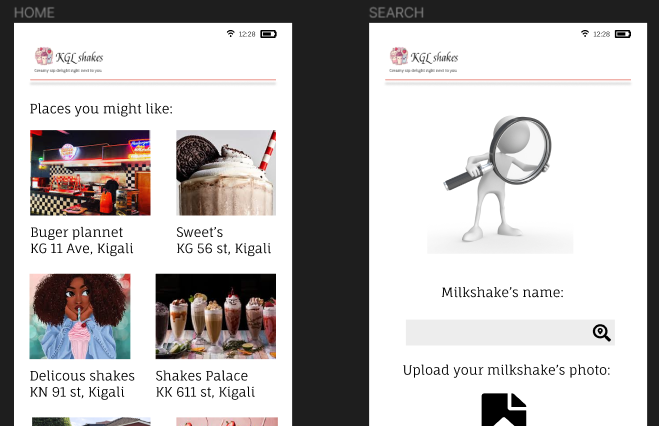 HOME
12:28
KGL shakes
Creamy sip delight right next to you
Places you might like:
Buger plannet
KG 11 Ave, Kigali
Sweet's
KG 56 st, Kigali
Delicous shakes
KN 91 st, Kigali
Shakes Palace
KK 611 st, Kigali
SEARCH
12:28
KGL shakes
Creamy sip delight right next to you
Milkshake's name:
Upload your milkshake's photo: